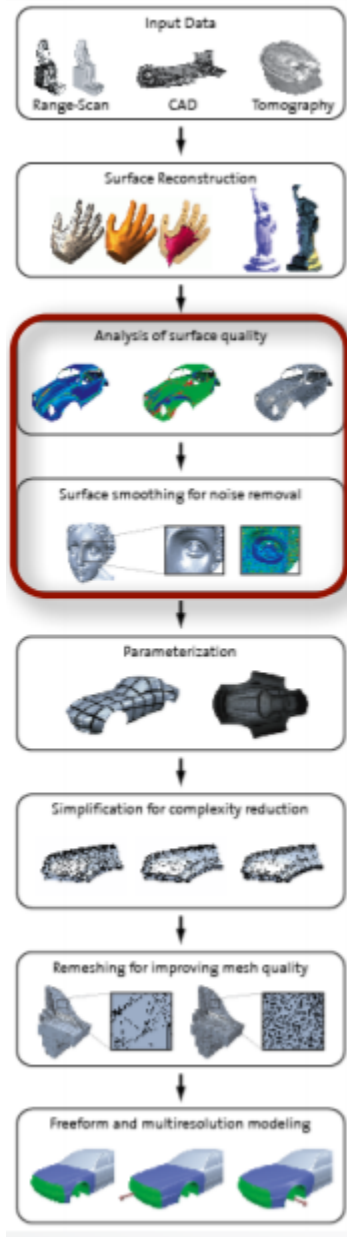 Input Data
Range-Scan CAD Tomography
Surface Reconstruction
Analysis of surface quality
Surface smoothing for noise removal
Parameterization
Simplification for complexity reduction
Remeshing for improving mesh quality
Freeform and multiresolution modeling